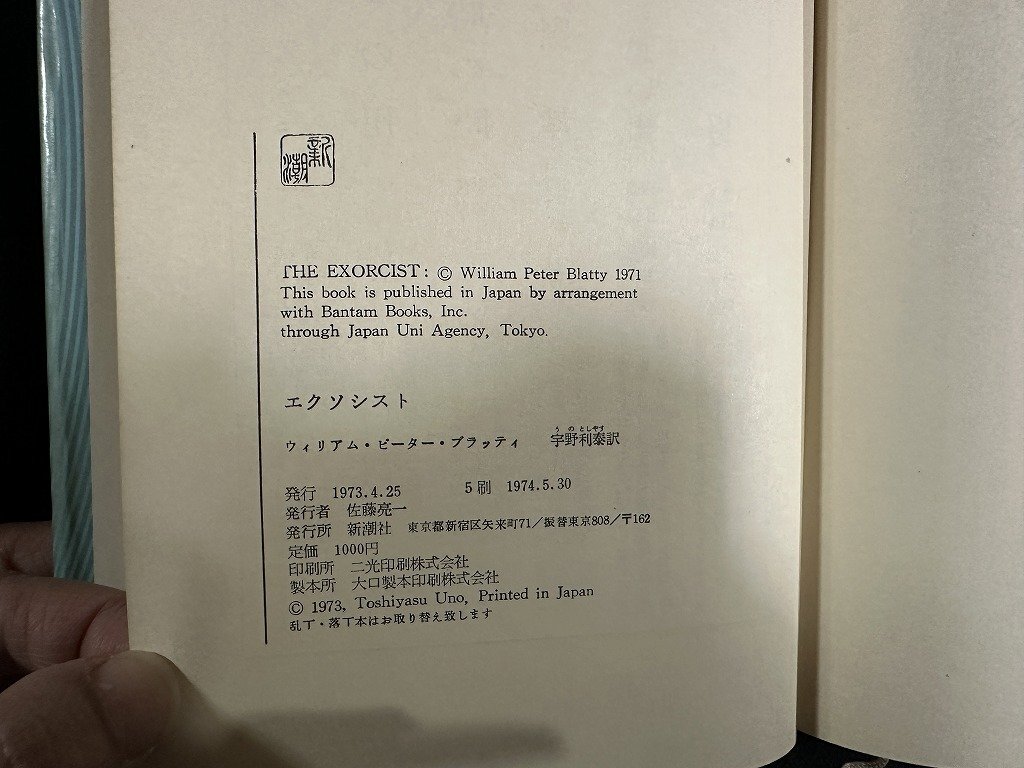 新潮
THE EXORCIST: © William Peter Blatty 1971
This book is published in Japan by arrangement
with Bantam Books, Inc.
through Japan Uni Agency, Tokyo.
エクソシスト
ウィリアム・ピーター・ブラッティ 宇野利泰訳
うのとしやす
発行 1973.4.25 5刷 1974.5.30
発行者 佐藤亮一
発行所 新潮社 東京都新宿区矢来町71/振替東京808/〒162
定価 1000円
印刷所 二光印刷株式会社
製本所 大口製本印刷株式会社
© 1973, Toshiyasu Uno, Printed in Japan
乱丁・落丁本はお取り替え致します